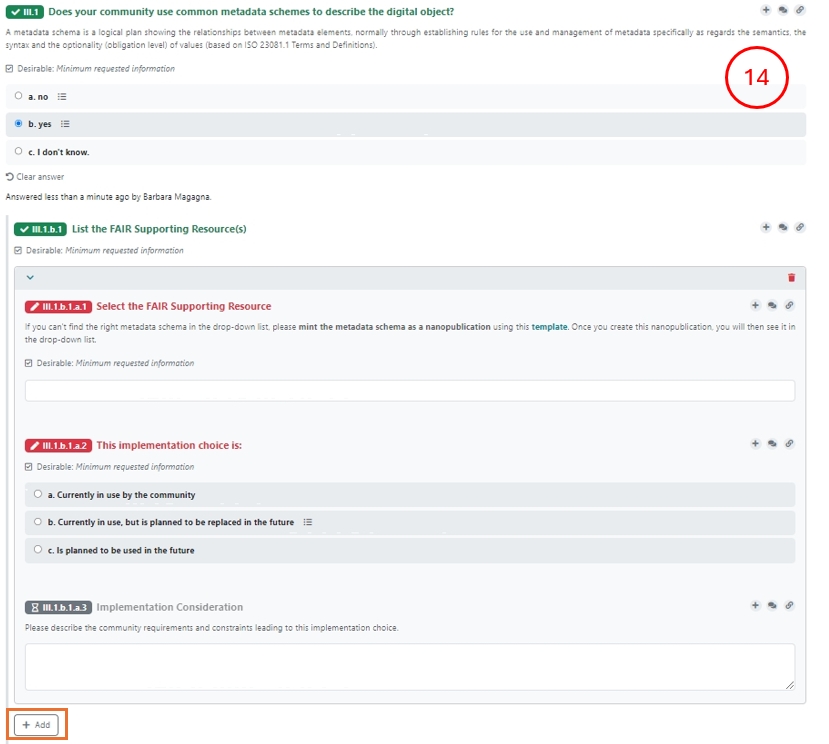 III.1 Does your community use common metadata schemes to describe the digital object?
A metadata schema is a logical plan showing the relationships between metadata elements, normally through establishing rules for the use and management of metadata specifically as regards the semantics, the
syntax and the optionality (obligation level) of values (based on ISO 23081.1 Terms and Definitions).
Desirable: Minimum requested information
14
a. no
b. yes
c. I don't know.
Clear answer
Answered less than a minute ago by Barbara Magagna.
III.1.b.1 List the FAIR Supporting Resource(s)
Desirable: Minimum requested information
III.1.b.1.a.1 Select the FAIR Supporting Resource
If you can't find the right metadata schema in the drop-down list, please mint the metadata schema as a nanopublication using this template. Once you create this nanopublication, you will then see it in
the drop-down list.
Desirable: Minimum requested information
III.1.b.1.a.2 This implementation choice is:
Desirable: Minimum requested information
a. Currently in use by the community
b. Currently in use, but is planned to be replaced in the future
c. Is planned to be used in the future
III.1.b.1.a.3 Implementation Consideration
Please describe the community requirements and constraints leading to this implementation choice.
+ Add